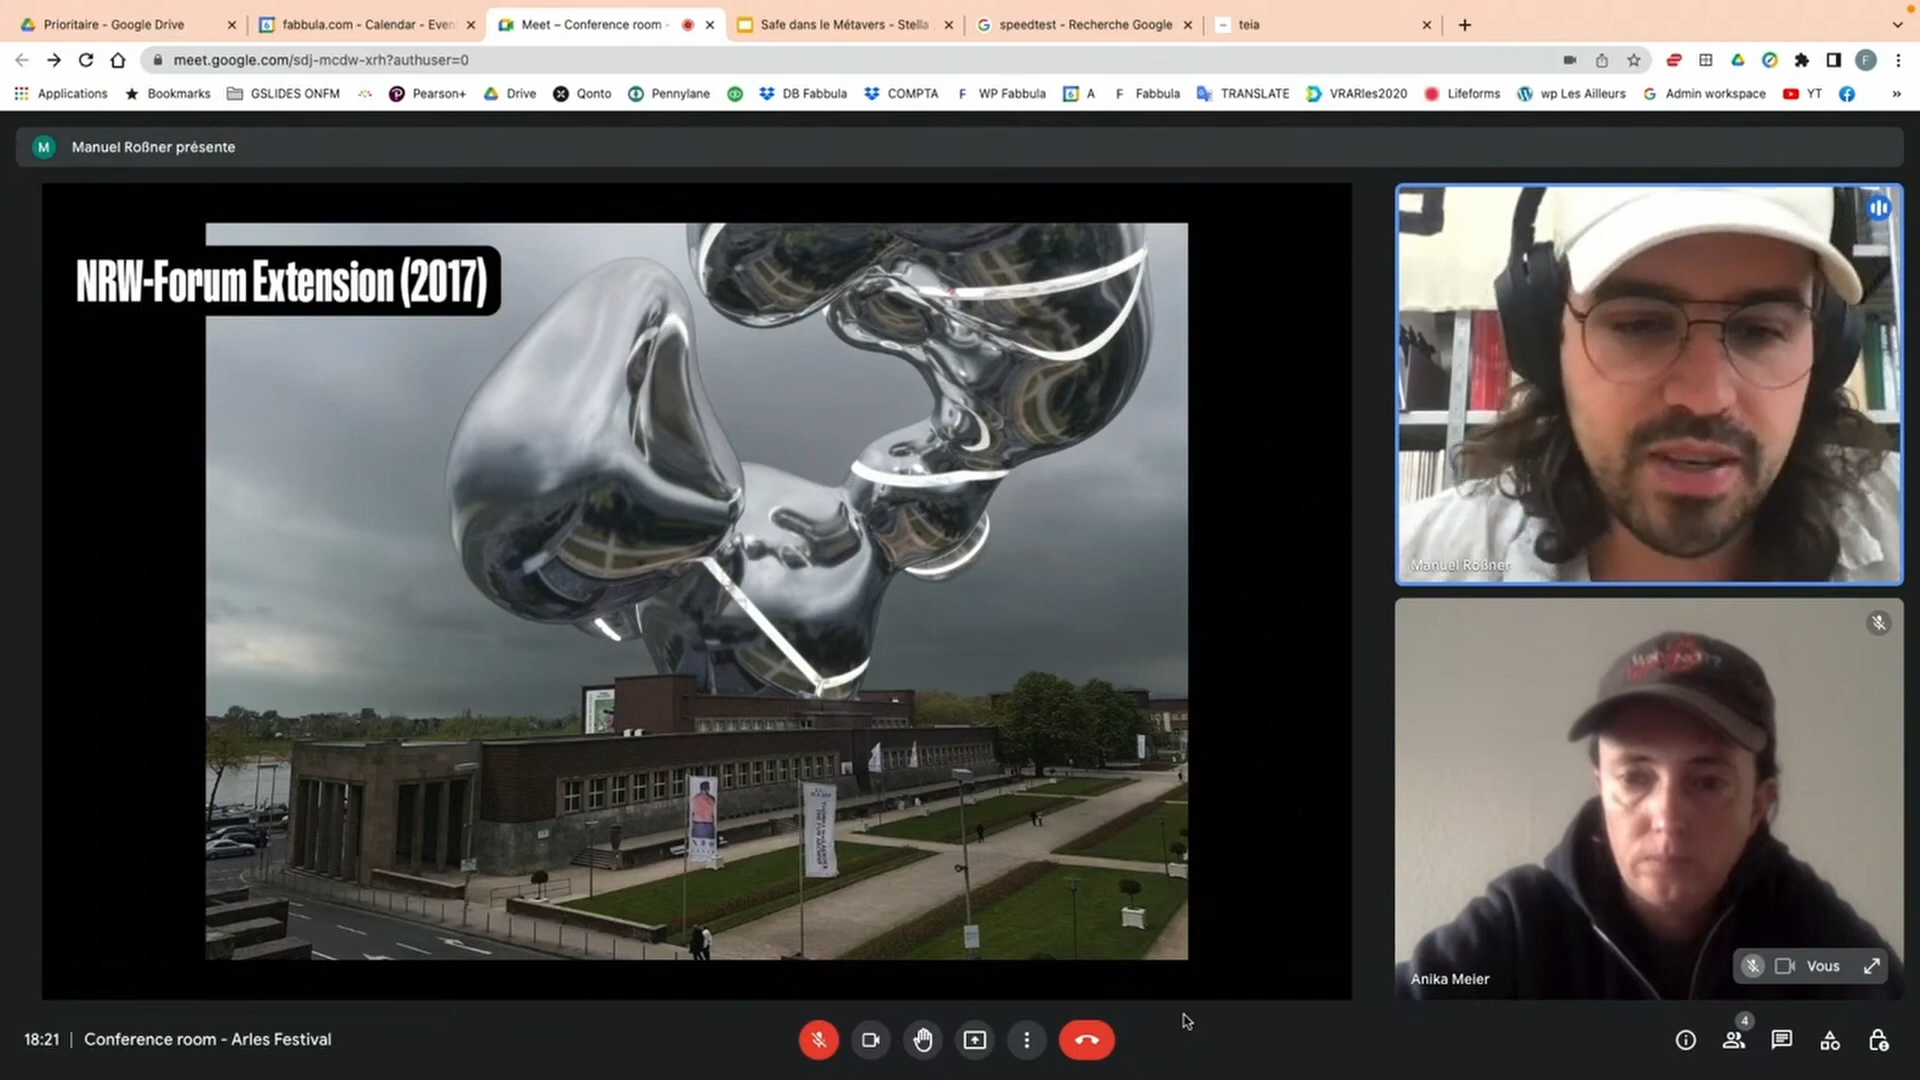 Prioritaire - Google Drive
fabbula.com - Calendar - Even
Meet – Conference room -
Safe dans le Métavers - Stella
speedtest - Recherche Google
teia
meet.google.com/sdj-mcdw-xrh?authuser=0
F
Applications
Bookmarks
GSLIDES ONFM
Pearson+
Drive
Qonto
Pennylane
DB Fabbula
COMPTA
F WP Fabbula
A
F Fabbula
TRANSLATE
VRARles2020
Lifeforms
wp Les Ailleurs
Admin workspace
YT
»
M Manuel Roßner présente
NRW-Forum Extension (2017)
Manuel Roßner
Anika Meier
Vous
18:21 | Conference room - Arles Festival
4